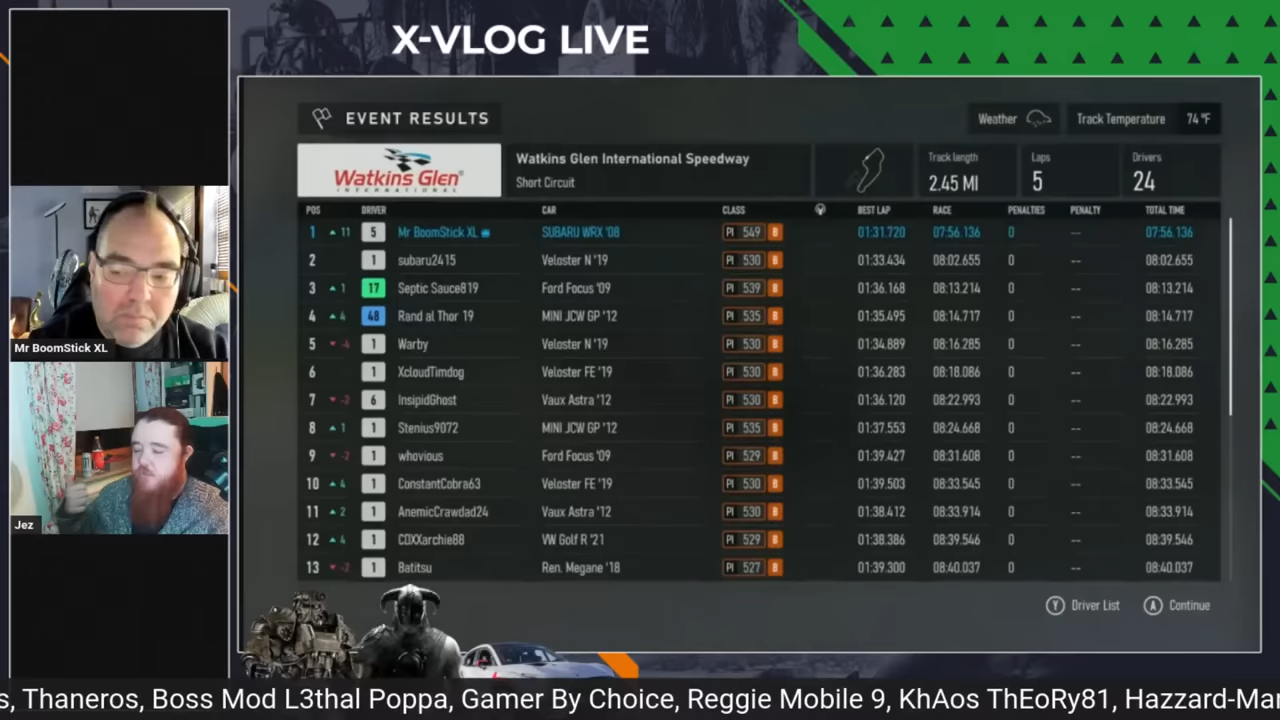 X-VLOG LIVE
EVENT RESULTS
Weather
Track Temperature 74 °F
Watkins Glen®
INTERNATIONAL
Watkins Glen International Speedway
Short Circuit
Track length
2.45 MI
Laps
5
Drivers
24
POS DRIVER CAR CLASS BEST LAP RACE PENALTIES PENALTY TOTAL TIME
1 11 5 Mr BoomStick XL SUBARU WRX '08 PI 549 B 01:31.720 07:56.136 0 -- 07:56.136
2 1 subaru2415 Veloster N '19 PI 530 B 01:33.434 08:02.655 0 -- 08:02.655
3 1 17 Septic Sauce819 Ford Focus '09 PI 539 B 01:36.168 08:13.214 0 -- 08:13.214
4 4 48 Rand al Thor 19 MINI JCW GP '12 PI 535 B 01:35.495 08:14.717 0 -- 08:14.717
5 -4 1 Warby Veloster N '19 PI 530 B 01:34.889 08:16.285 0 -- 08:16.285
6 1 XcloudTimdog Veloster FE '19 PI 530 B 01:36.283 08:18.086 0 -- 08:18.086
7 -2 6 InsipidGhost Vaux Astra '12 PI 530 B 01:36.120 08:22.993 0 -- 08:22.993
8 1 1 Stenius9072 MINI JCW GP '12 PI 535 B 01:37.553 08:24.668 0 -- 08:24.668
9 -2 1 whovious Ford Focus '09 PI 529 B 01:39.427 08:31.608 0 -- 08:31.608
10 4 1 ConstantCobra63 Veloster FE '19 PI 530 B 01:39.503 08:33.545 0 -- 08:33.545
11 2 1 AnemicCrawdad24 Vaux Astra '12 PI 530 B 01:38.412 08:33.914 0 -- 08:33.914
12 4 1 CDXXarchie88 VW Golf R '21 PI 529 B 01:38.386 08:39.546 0 -- 08:39.546
13 -2 1 Batitsu Ren. Megane '18 PI 527 B 01:39.300 08:40.037 0 -- 08:40.037
Y Driver List A Continue
Mr BoomStick XL
Jez
s, Thaneros, Boss Mod L3thal Poppa, Gamer By Choice, Reggie Mobile 9, KhAos ThEoRy81, Hazzard-Mar